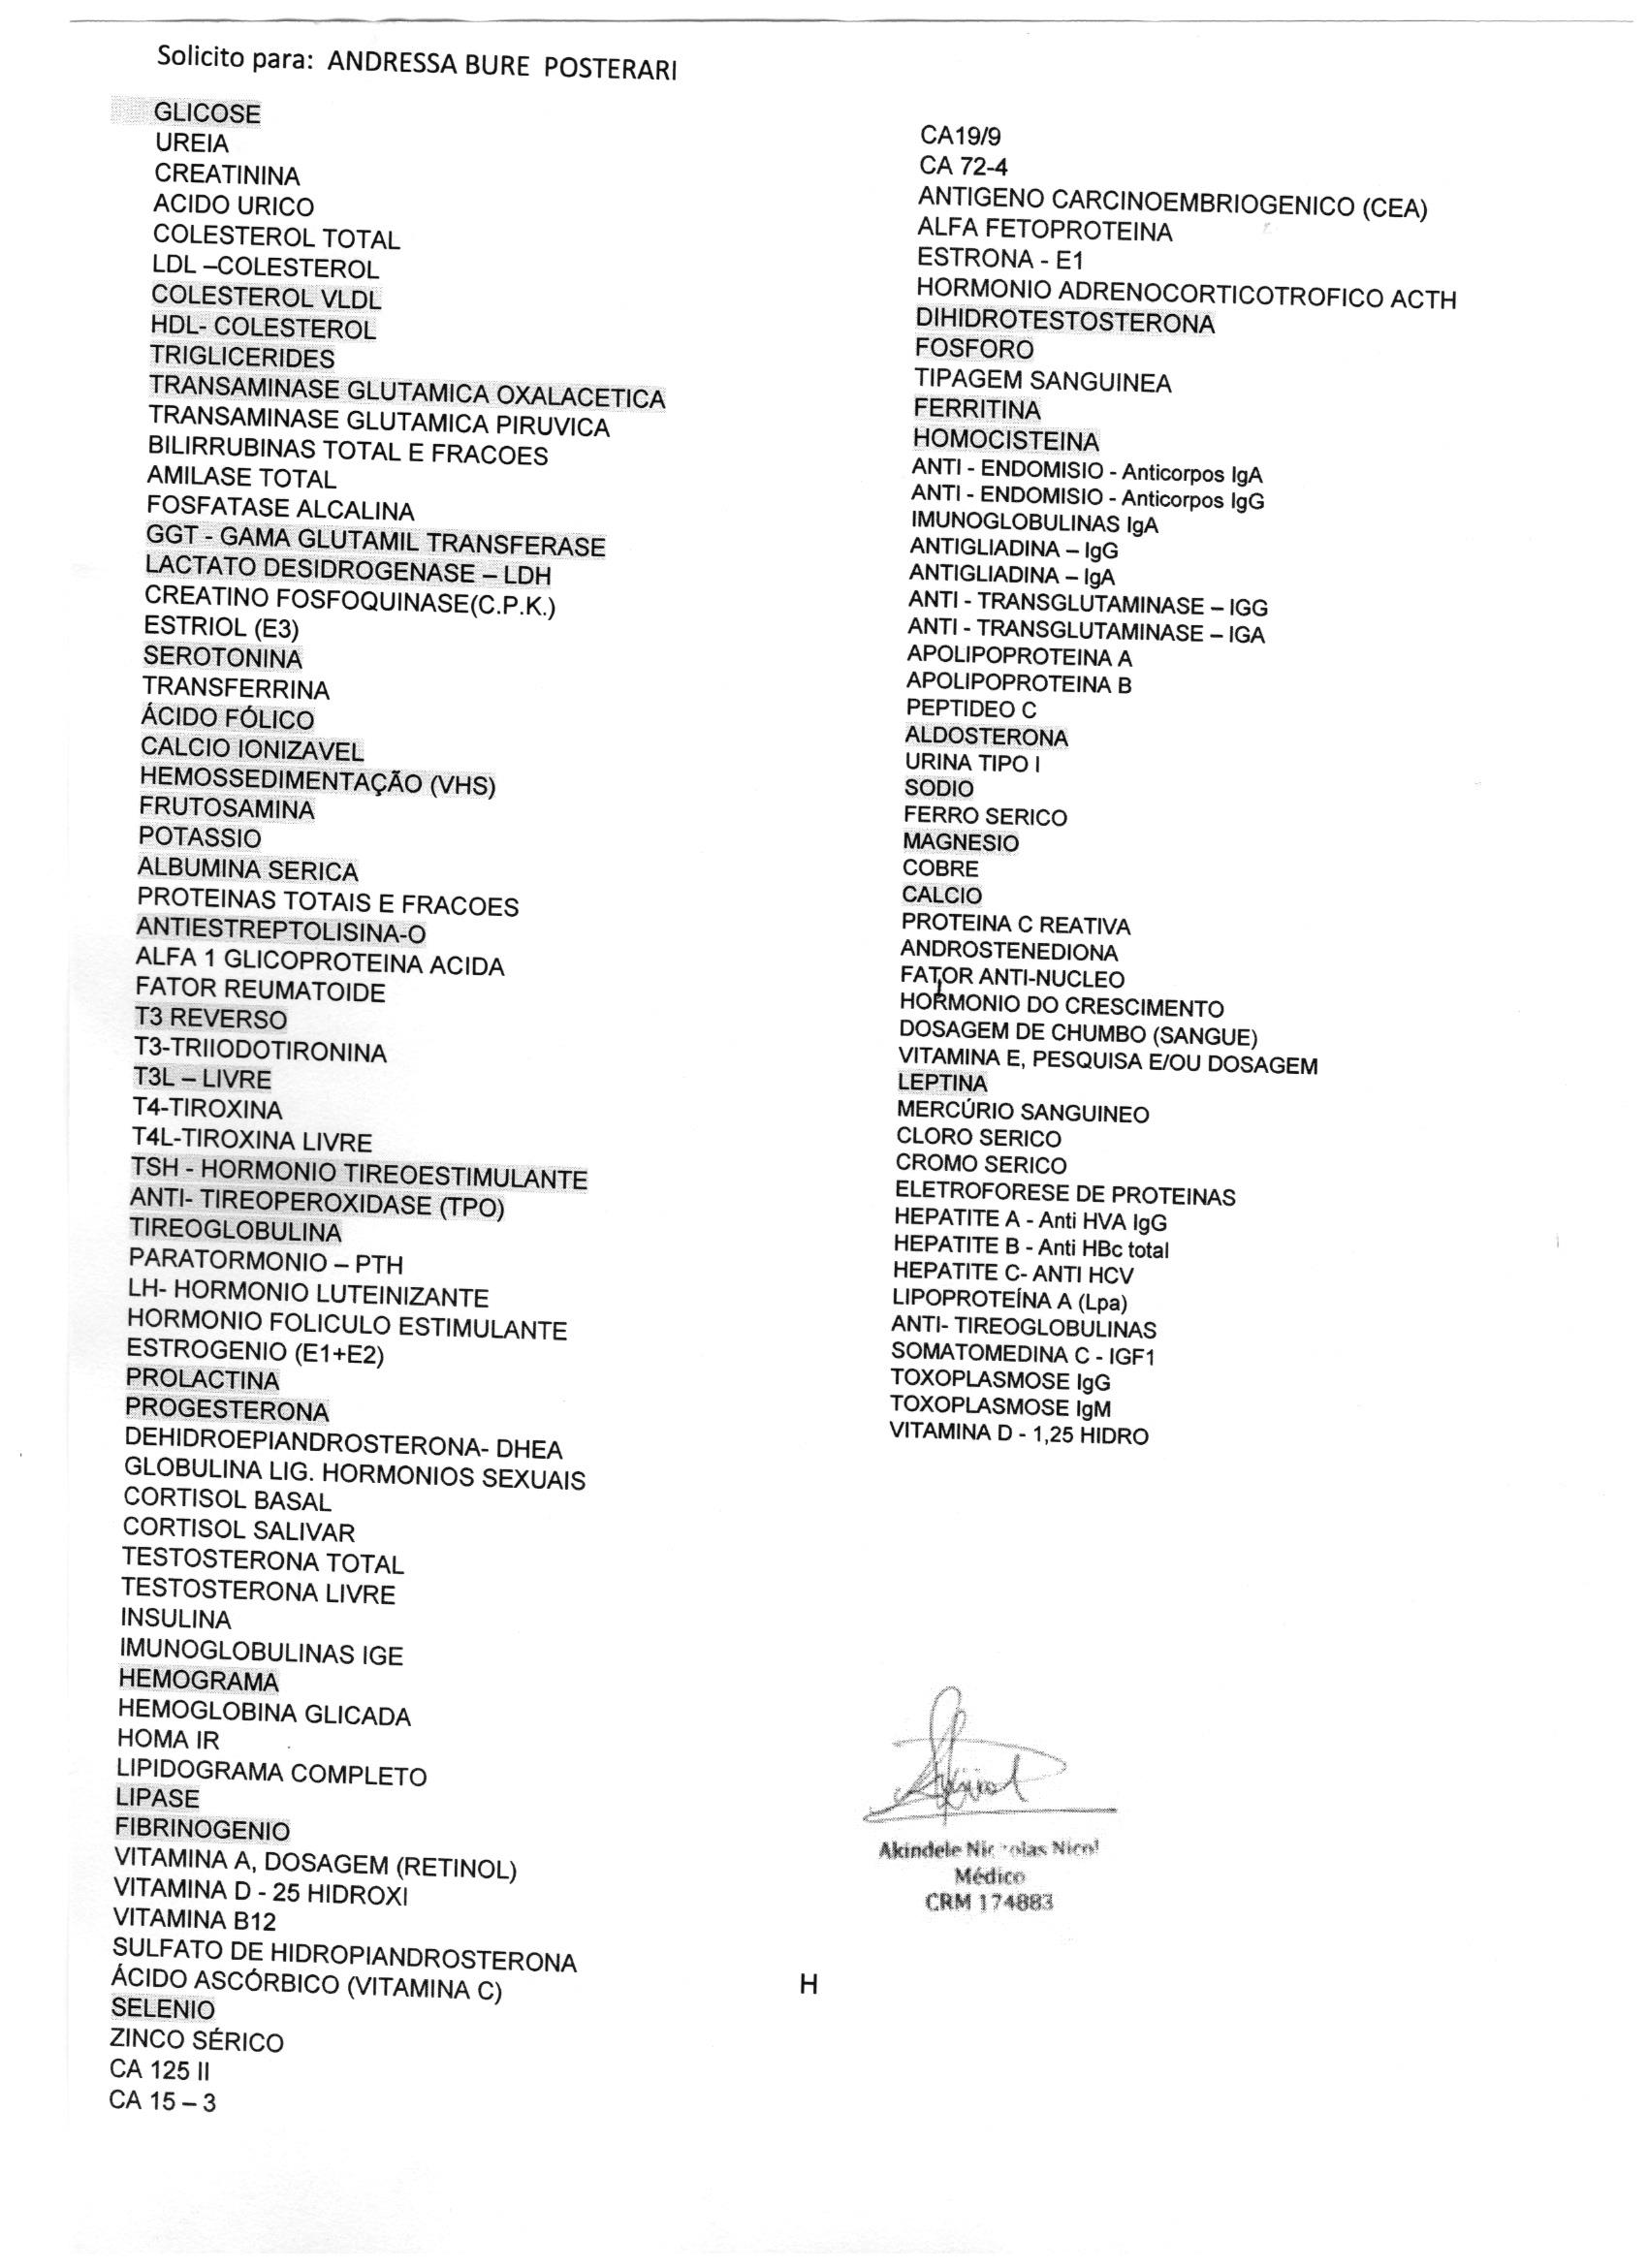 Solicito para: ANDRESSA BURE POSTERARI
GLICOSE
UREIA
CREATININA
ACIDO URICO
COLESTEROL TOTAL
LDL –COLESTEROL
COLESTEROL VLDL
HDL- COLESTEROL
TRIGLICERIDES
TRANSAMINASE GLUTAMICA OXALACETICA
TRANSAMINASE GLUTAMICA PIRUVICA
BILIRRUBINAS TOTAL E FRACOES
AMILASE TOTAL
FOSFATASE ALCALINA
GGT - GAMA GLUTAMIL TRANSFERASE
LACTATO DESIDROGENASE – LDH
CREATINO FOSFOQUINASE(C.P.K.)
ESTRIOL (E3)
SEROTONINA
TRANSFERRINA
ÁCIDO FÓLICO
CALCIO IONIZAVEL
HEMOSSEDIMENTAÇÃO (VHS)
FRUTOSAMINA
POTASSIO
ALBUMINA SERICA
PROTEINAS TOTAIS E FRACOES
ANTIESTREPTOLISINA-O
ALFA 1 GLICOPROTEINA ACIDA
FATOR REUMATOIDE
T3 REVERSO
T3-TRIIODOTIRONINA
T3L – LIVRE
T4-TIROXINA
T4L-TIROXINA LIVRE
TSH - HORMONIO TIREOESTIMULANTE
ANTI- TIREOPEROXIDASE (TPO)
TIREOGLOBULINA
PARATORMONIO – PTH
LH- HORMONIO LUTEINIZANTE
HORMONIO FOLICULO ESTIMULANTE
ESTROGENIO (E1+E2)
PROLACTINA
PROGESTERONA
DEHIDROEPIANDROSTERONA- DHEA
GLOBULINA LIG. HORMONIOS SEXUAIS
CORTISOL BASAL
CORTISOL SALIVAR
TESTOSTERONA TOTAL
TESTOSTERONA LIVRE
INSULINA
IMUNOGLOBULINAS IGE
HEMOGRAMA
HEMOGLOBINA GLICADA
HOMA IR
LIPIDOGRAMA COMPLETO
LIPASE
FIBRINOGENIO
VITAMINA A, DOSAGEM (RETINOL)
VITAMINA D - 25 HIDROXI
VITAMINA B12
SULFATO DE HIDROPIANDROSTERONA
ÁCIDO ASCÓRBICO (VITAMINA C)
SELENIO
ZINCO SÉRICO
CA 125 II
CA 15 – 3
CA19/9
CA 72-4
ANTIGENO CARCINOEMBRIOGENICO (CEA)
ALFA FETOPROTEINA
ESTRONA - E1
HORMONIO ADRENOCORTICOTROFICO ACTH
DIHIDROTESTOSTERONA
FOSFORO
TIPAGEM SANGUINEA
FERRITINA
HOMOCISTEINA
ANTI - ENDOMISIO - Anticorpos IgA
ANTI - ENDOMISIO - Anticorpos IgG
IMUNOGLOBULINAS IgA
ANTIGLIADINA – IgG
ANTIGLIADINA – IgA
ANTI - TRANSGLUTAMINASE – IGG
ANTI - TRANSGLUTAMINASE – IGA
APOLIPOPROTEINA A
APOLIPOPROTEINA B
PEPTIDEO C
ALDOSTERONA
URINA TIPO I
SODIO
FERRO SERICO
MAGNESIO
COBRE
CALCIO
PROTEINA C REATIVA
ANDROSTENEDIONA
FATOR ANTI-NUCLEO
HORMONIO DO CRESCIMENTO
DOSAGEM DE CHUMBO (SANGUE)
VITAMINA E, PESQUISA E/OU DOSAGEM
LEPTINA
MERCÚRIO SANGUINEO
CLORO SERICO
CROMO SERICO
ELETROFORESE DE PROTEINAS
HEPATITE A - Anti HVA IgG
HEPATITE B - Anti HBc total
HEPATITE C- ANTI HCV
LIPOPROTEÍNA A (Lpa)
ANTI- TIREOGLOBULINAS
SOMATOMEDINA C - IGF1
TOXOPLASMOSE IgG
TOXOPLASMOSE IgM
VITAMINA D - 1,25 HIDRO
Akindele Nicol
Médico
CRM 174883
H